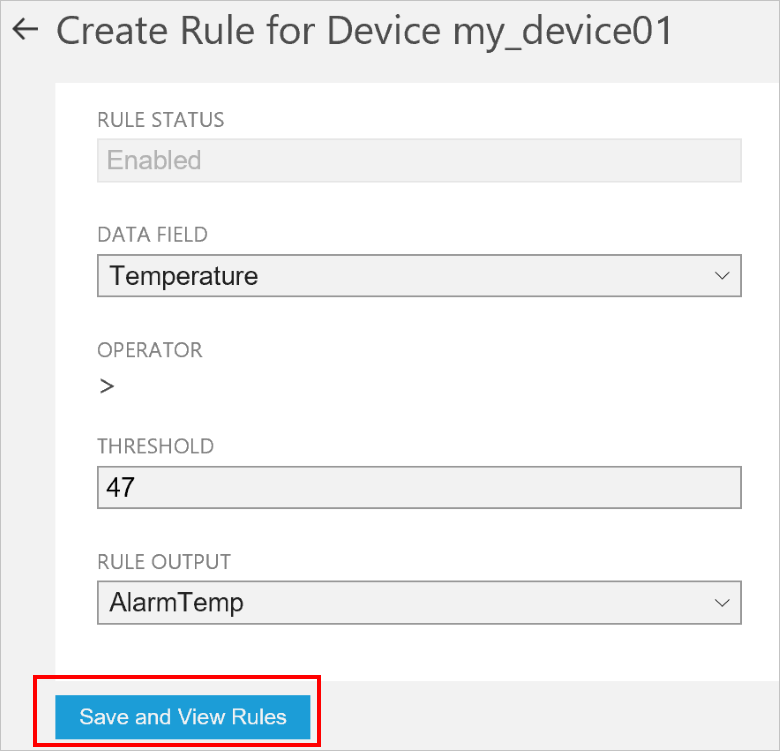 Create Rule for Device my_device01
RULE STATUS
Enabled
DATA FIELD
Temperature
OPERATOR
>
THRESHOLD
47
RULE OUTPUT
AlarmTemp
Save and View Rules